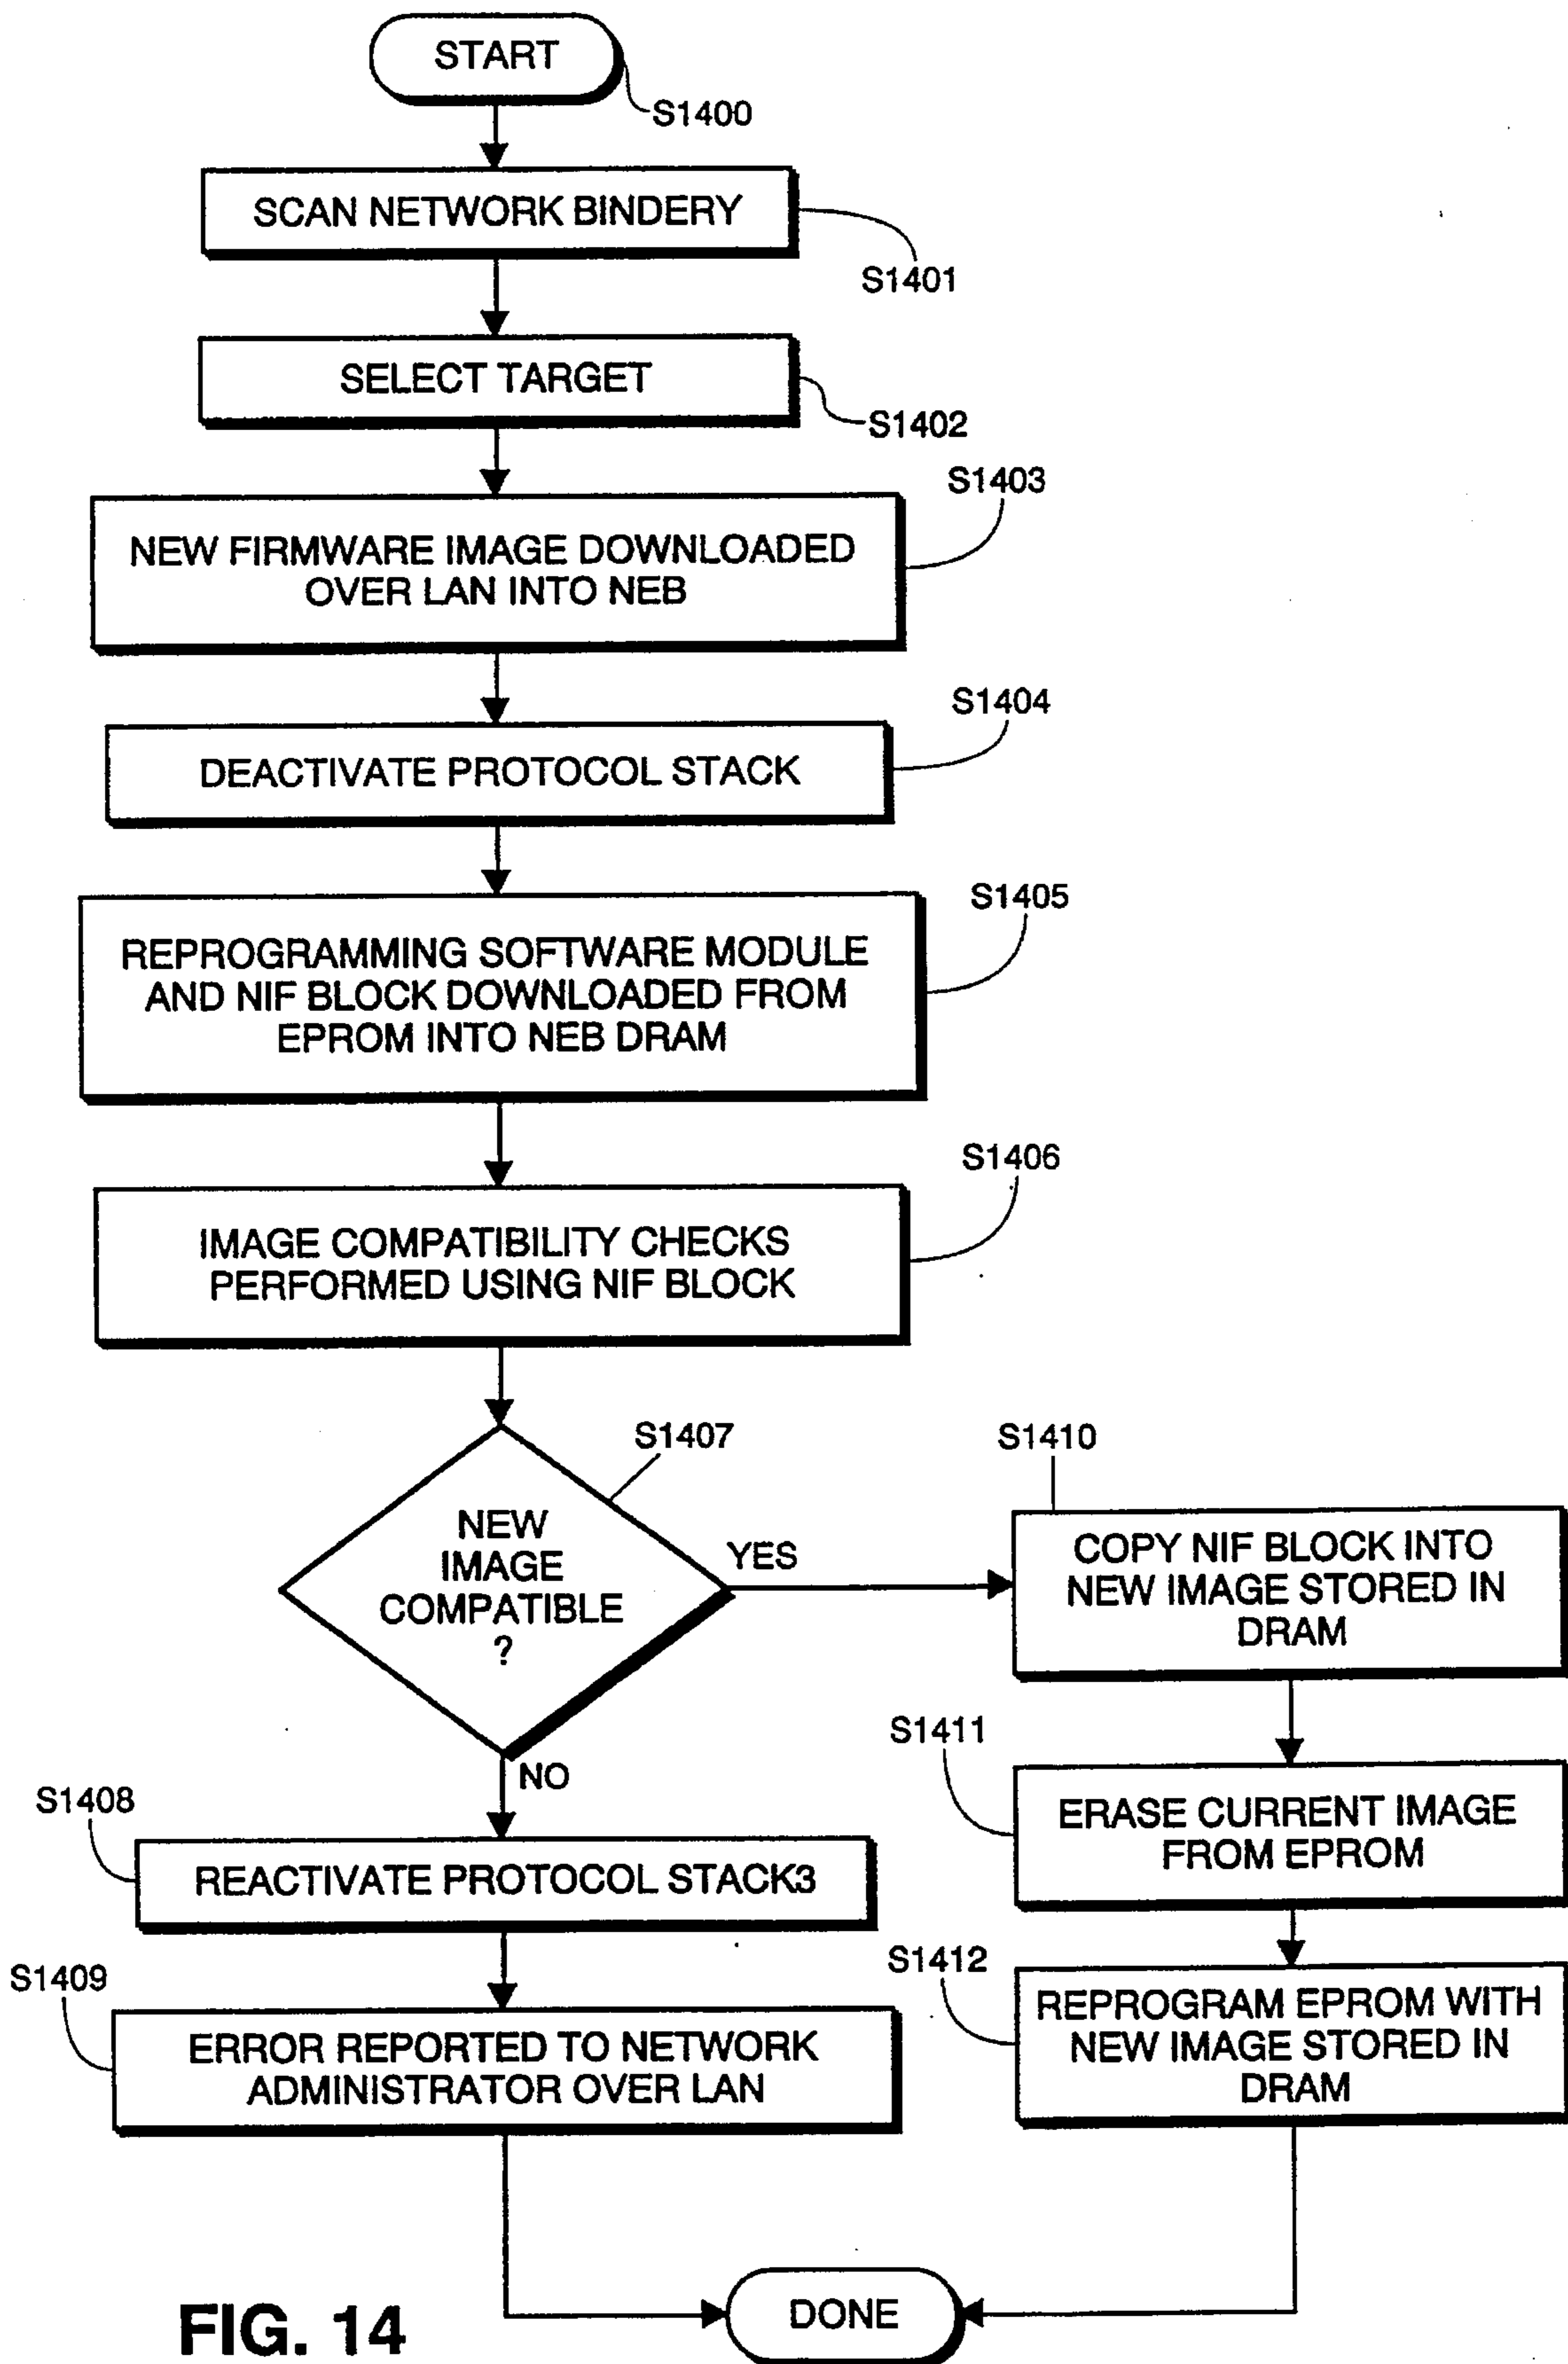 START
S1400
SCAN NETWORK BINDERY
S1401
SELECT TARGET
S1402
S1403
NEW FIRMWARE IMAGE DOWNLOADED
OVER LAN INTO NEB
S1404
DEACTIVATE PROTOCOL STACK
S1405
REPROGRAMMING SOFTWARE MODULE
AND NIF BLOCK DOWNLOADED FROM
EPROM INTO NEB DRAM
S1406
IMAGE COMPATIBILITY CHECKS
PERFORMED USING NIF BLOCK
S1407
NEW
IMAGE
COMPATIBLE
?
YES
NO
S1410
COPY NIF BLOCK INTO
NEW IMAGE STORED IN
DRAM
S1411
ERASE CURRENT IMAGE
FROM EPROM
S1412
REPROGRAM EPROM WITH
NEW IMAGE STORED IN
DRAM
S1408
REACTIVATE PROTOCOL STACK3
S1409
ERROR REPORTED TO NETWORK
ADMINISTRATOR OVER LAN
DONE
FIG. 14